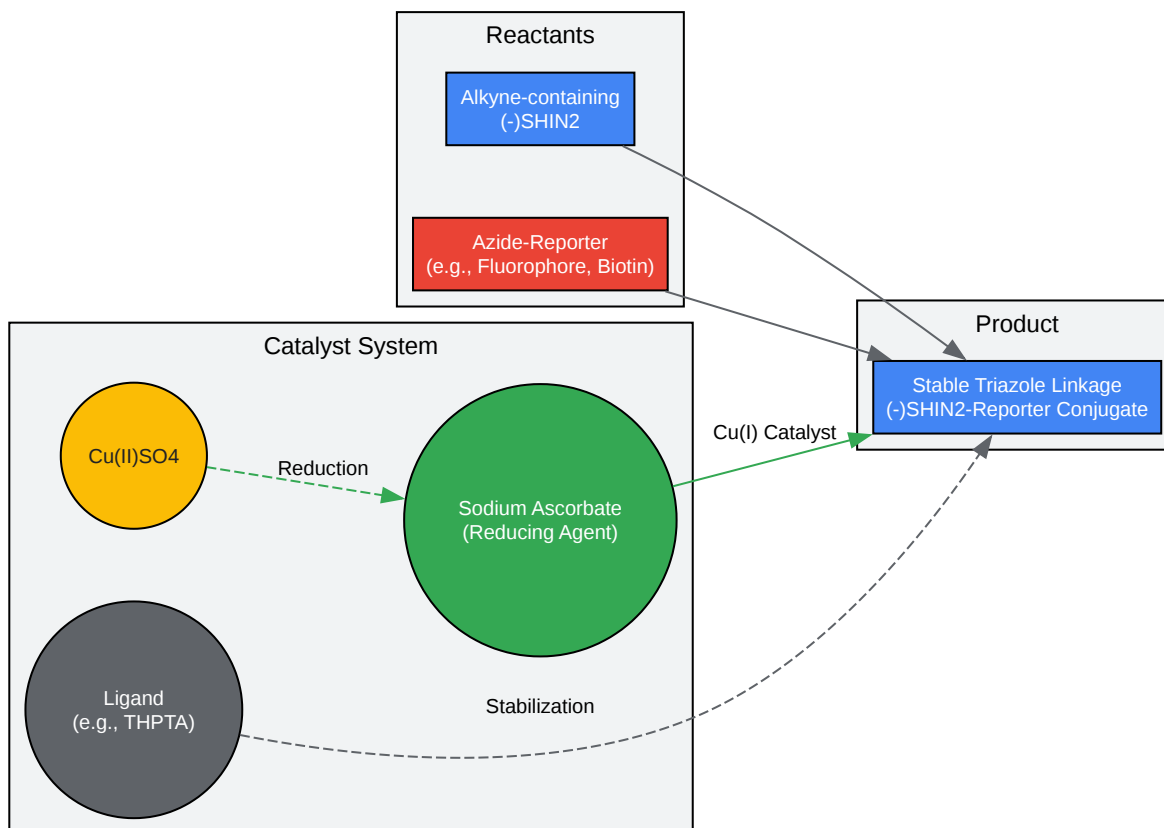 Reactants
Alkyne-containing
(-)SHIN2
Azide-Reporter
(e.g., Fluorophore, Biotin)
Product
Stable Triazole Linkage
(-)SHIN2-Reporter Conjugate
Catalyst System
Cu(II)SO4
Reduction
Sodium Ascorbate
(Reducing Agent)
Cu(I) Catalyst
Ligand
(e.g., THPTA)
Stabilization